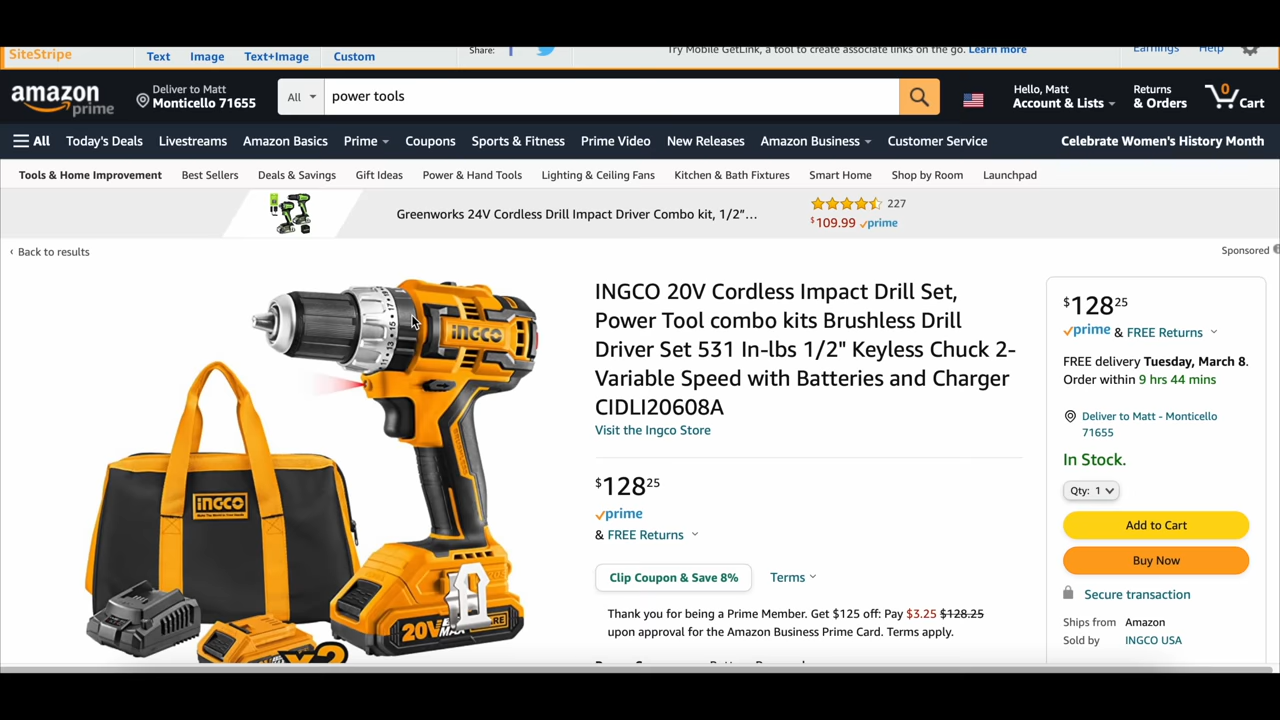 SiteStripe
Text
Image
Text+Image
Custom
Share:
Try Mobile GetLink, a tool to create associate links on the go. Learn more
Earnings
Help
amazon
prime
Deliver to Matt
Monticello 71655
All
power tools
Hello, Matt
Account & Lists
Returns
& Orders
0
Cart
All
Today's Deals
Livestreams
Amazon Basics
Prime
Coupons
Sports & Fitness
Prime Video
New Releases
Amazon Business
Customer Service
Celebrate Women's History Month
Tools & Home Improvement
Best Sellers
Deals & Savings
Gift Ideas
Power & Hand Tools
Lighting & Ceiling Fans
Kitchen & Bath Fixtures
Smart Home
Shop by Room
Launchpad
Greenworks 24V Cordless Drill Impact Driver Combo kit, 1/2”…
227
$109.99 prime
‹ Back to results
Sponsored
INGCO
INGCO
20V
X2
INGCO 20V Cordless Impact Drill Set,
Power Tool combo kits Brushless Drill
Driver Set 531 In-lbs 1/2" Keyless Chuck 2-
Variable Speed with Batteries and Charger
CIDLI20608A
Visit the Ingco Store
$128 25
prime
& FREE Returns
Clip Coupon & Save 8%
Terms
Thank you for being a Prime Member. Get $125 off: Pay $3.25 $128.25
upon approval for the Amazon Business Prime Card. Terms apply.
$128 25
prime & FREE Returns
FREE delivery Tuesday, March 8.
Order within 9 hrs 44 mins
Deliver to Matt - Monticello
71655
In Stock.
Qty: 1
Add to Cart
Buy Now
Secure transaction
Ships from Amazon
Sold by INGCO USA